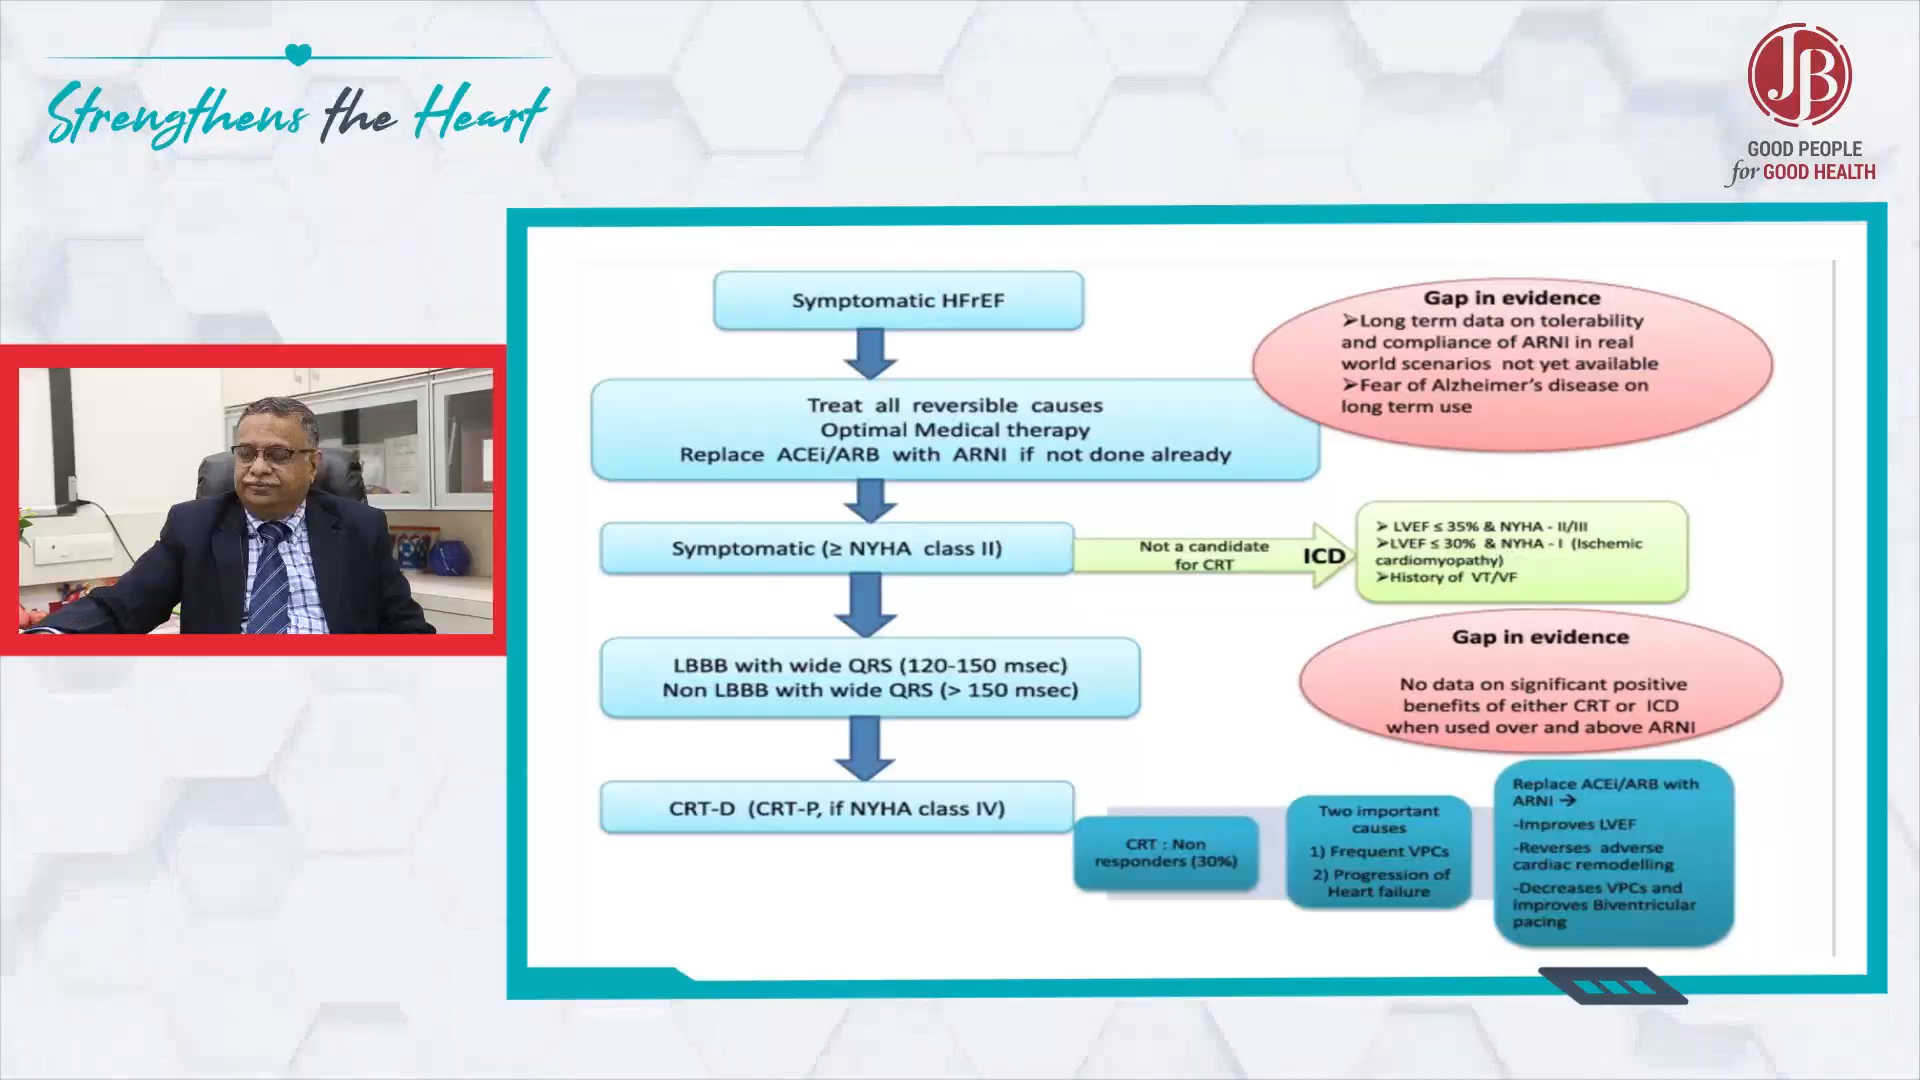 Strengthens the Heart
JB
GOOD PEOPLE
for GOOD HEALTH
Symptomatic HFrEF
Treat all reversible causes
Optimal Medical therapy
Replace ACEi/ARB with ARNI if not done already
Gap in evidence
➢Long term data on tolerability
and compliance of ARNI in real
world scenarios not yet available
➢Fear of Alzheimer's disease on
long term use
Symptomatic (≥ NYHA class II)
Not a candidate
for CRT
ICD
➢ LVEF ≤ 35% & NYHA - II/III
➢LVEF ≤ 30% & NYHA - I (Ischemic
cardiomyopathy)
➢History of VT/VF
LBBB with wide QRS (120-150 msec)
Non LBBB with wide QRS (> 150 msec)
Gap in evidence
No data on significant positive
benefits of either CRT or ICD
when used over and above ARNI
CRT-D (CRT-P, if NYHA class IV)
CRT : Non
responders (30%)
Two important
causes
1) Frequent VPCs
2) Progression of
Heart failure
Replace ACEi/ARB with
ARNI →
-Improves LVEF
-Reverses adverse
cardiac remodelling
-Decreases VPCs and
improves Biventricular
pacing